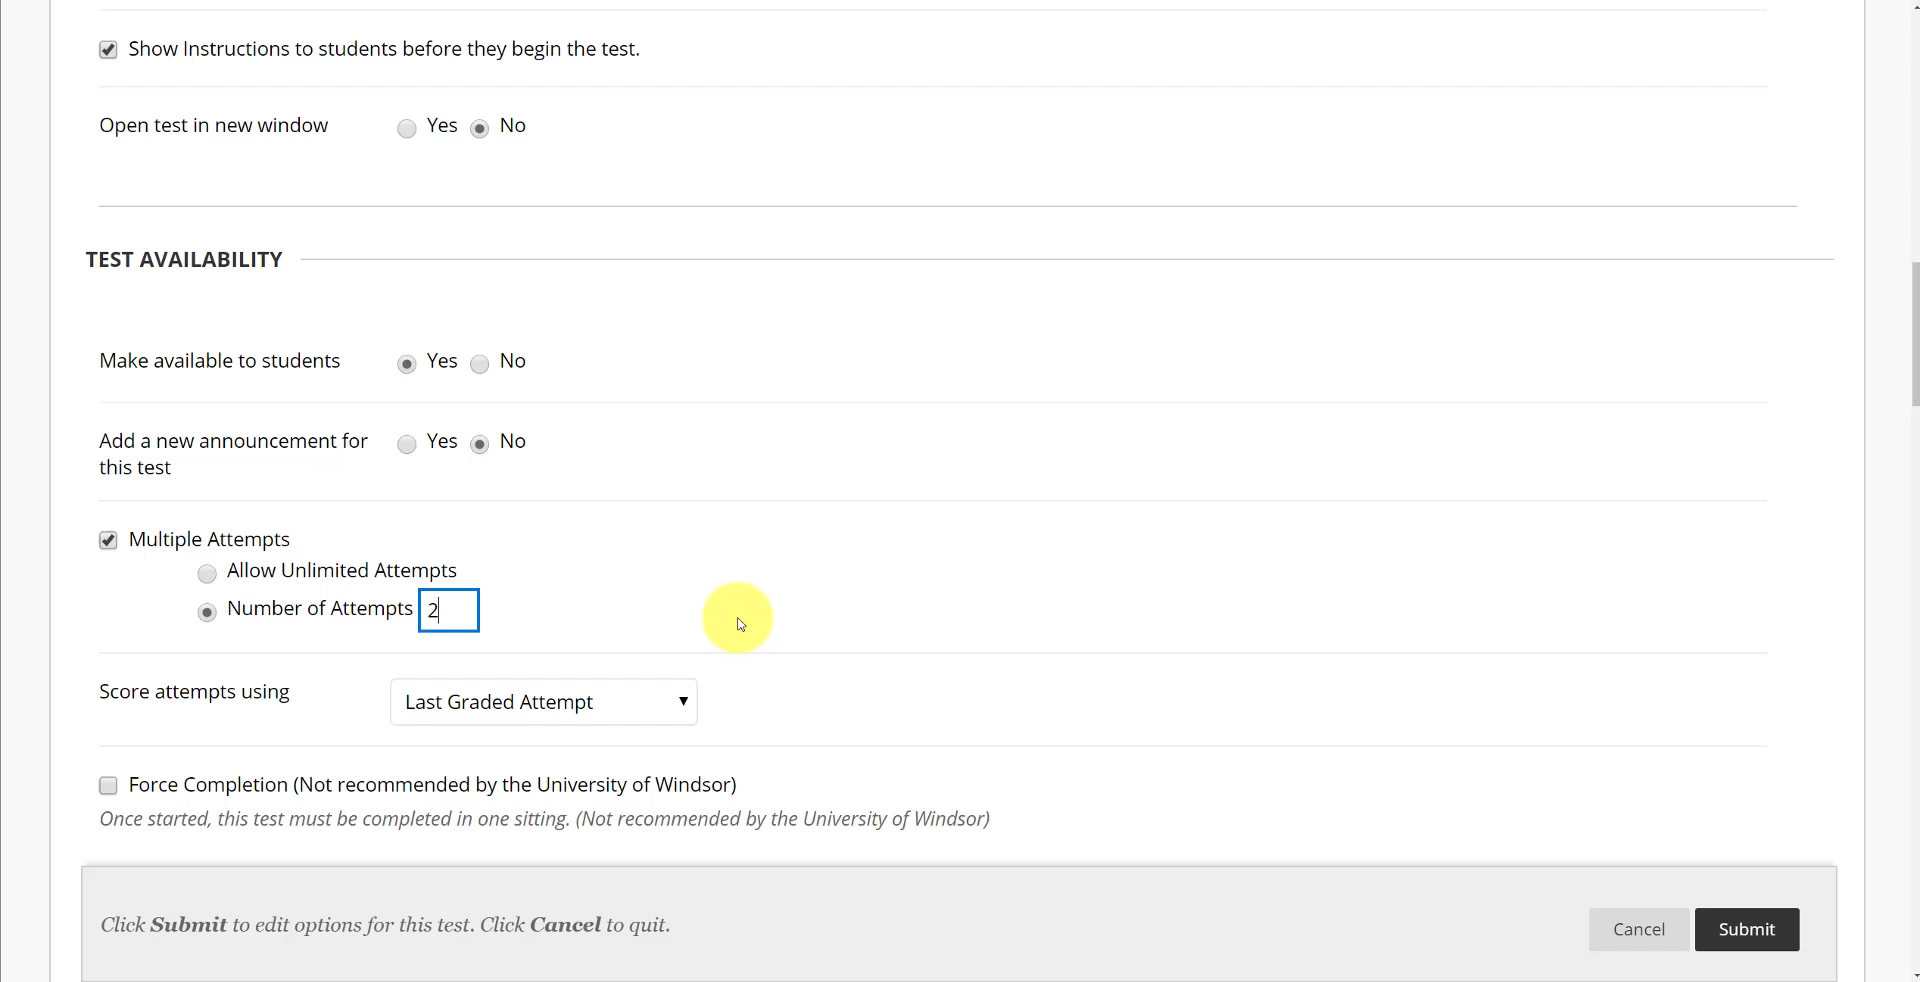 Show Instructions to students before they begin the test.
Open test in new window Yes No
TEST AVAILABILITY
Make available to students Yes No
Add a new announcement for Yes No
this test
Multiple Attempts
Allow Unlimited Attempts
Number of Attempts 2
Score attempts using Last Graded Attempt
Force Completion (Not recommended by the University of Windsor)
Once started, this test must be completed in one sitting. (Not recommended by the University of Windsor)
Click Submit to edit options for this test. Click Cancel to quit. Cancel Submit